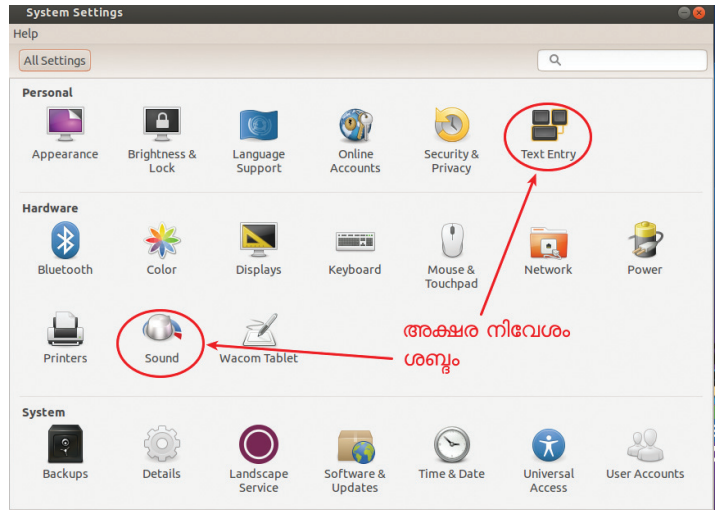 System Settings
Help
All Settings
Personal
Appearance
Brightness &
Lock
Language
Support
Online
Accounts
Security &
Privacy
Text Entry
Hardware
Bluetooth
Color
Displays
Keyboard
Mouse &
Touchpad
Network
Power
അക്ഷര നിവേശം
ശബ്ദം
Printers
Sound
Wacom Tablet
System
Backups
Details
Landscape
Service
Software &
Updates
Time & Date
Universal
Access
User Accounts